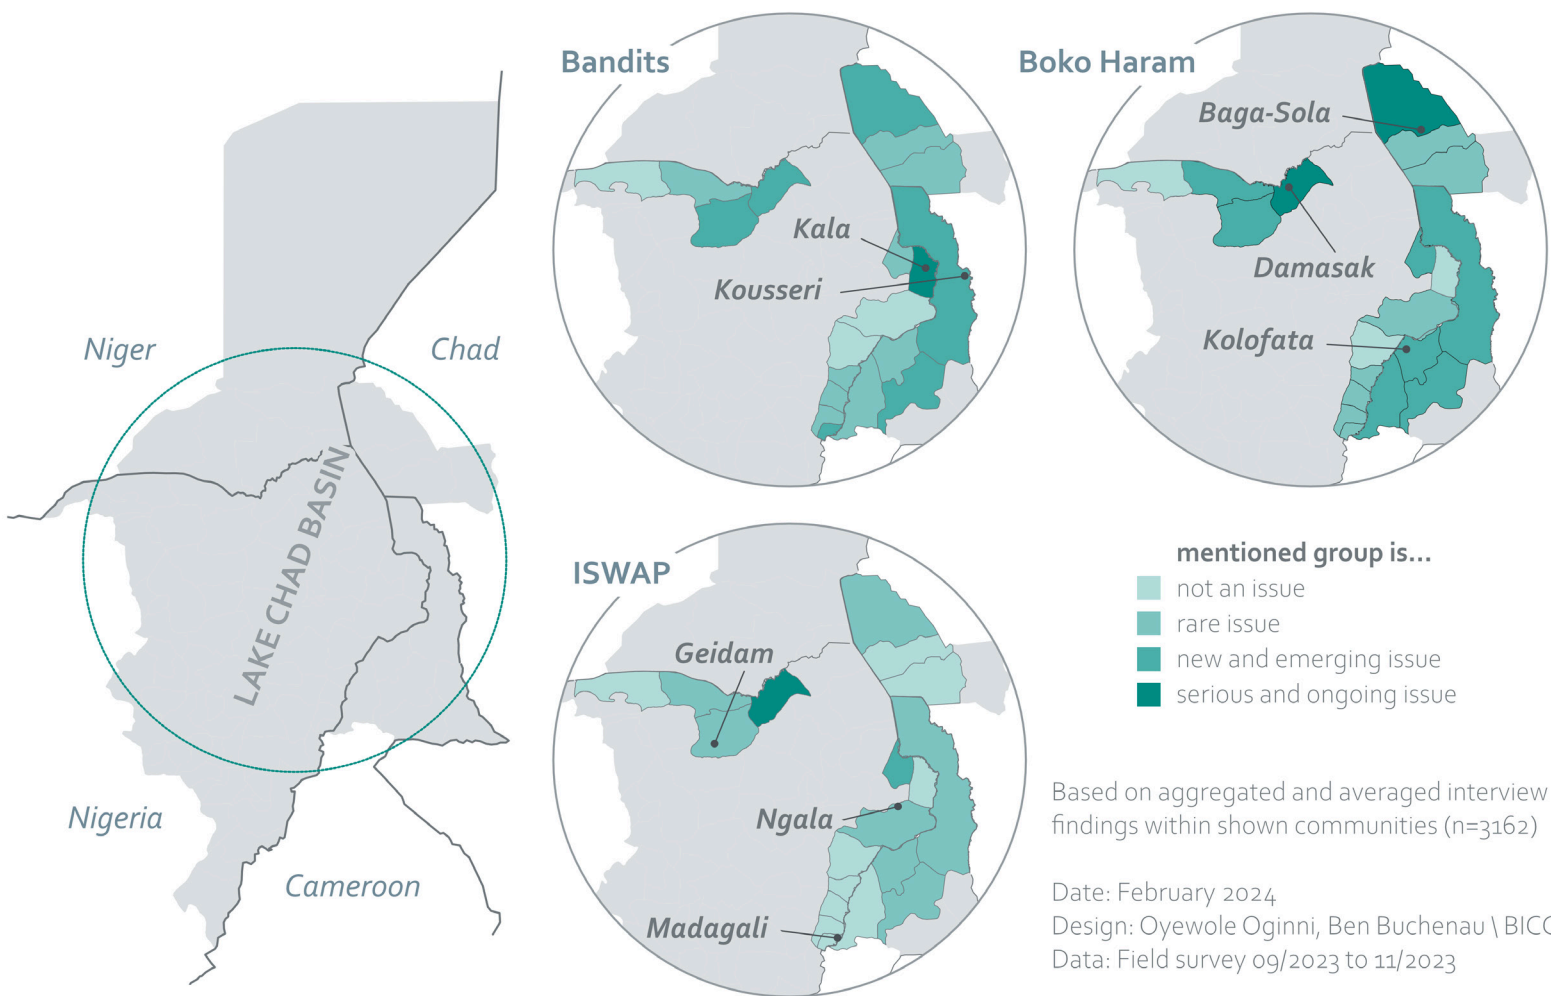 Niger
Chad
LAKE CHAD BASIN
Nigeria
Cameroon
Bandits
Kala
Kousseri
Boko Haram
Baga-Sola
Damasak
Kolofata
ISWAP
Geidam
Ngala
Madagali
mentioned group is...
not an issue
rare issue
new and emerging issue
serious and ongoing issue
Based on aggregated and averaged interview
findings within shown communities (n=3162)
Date: February 2024
Design: Oyewole Oginni, Ben Buchenau \ BICC
Data: Field survey 09/2023 to 11/2023